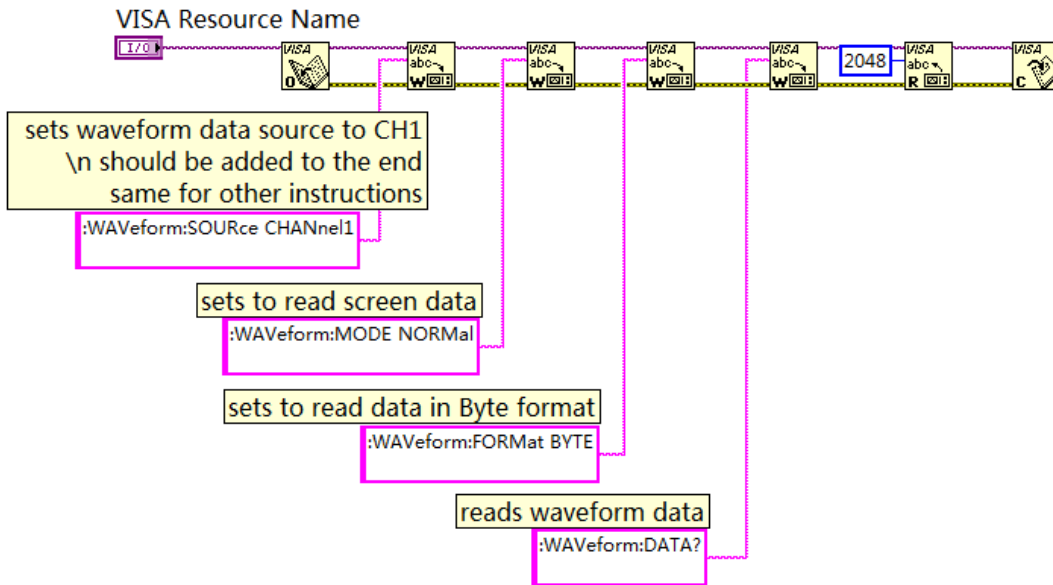 VISA Resource Name
I/O
VISA
O
VISA
abc
W
VISA
abc
W
VISA
abc
W
VISA
abc
W
2048
VISA
abc
R
VISA
C
sets waveform data source to CH1
\n should be added to the end
same for other instructions
:WAVeform:SOURce CHANnel1
sets to read screen data
:WAVeform:MODE NORMal
sets to read data in Byte format
:WAVeform:FORMat BYTE
reads waveform data
:WAVeform:DATA?